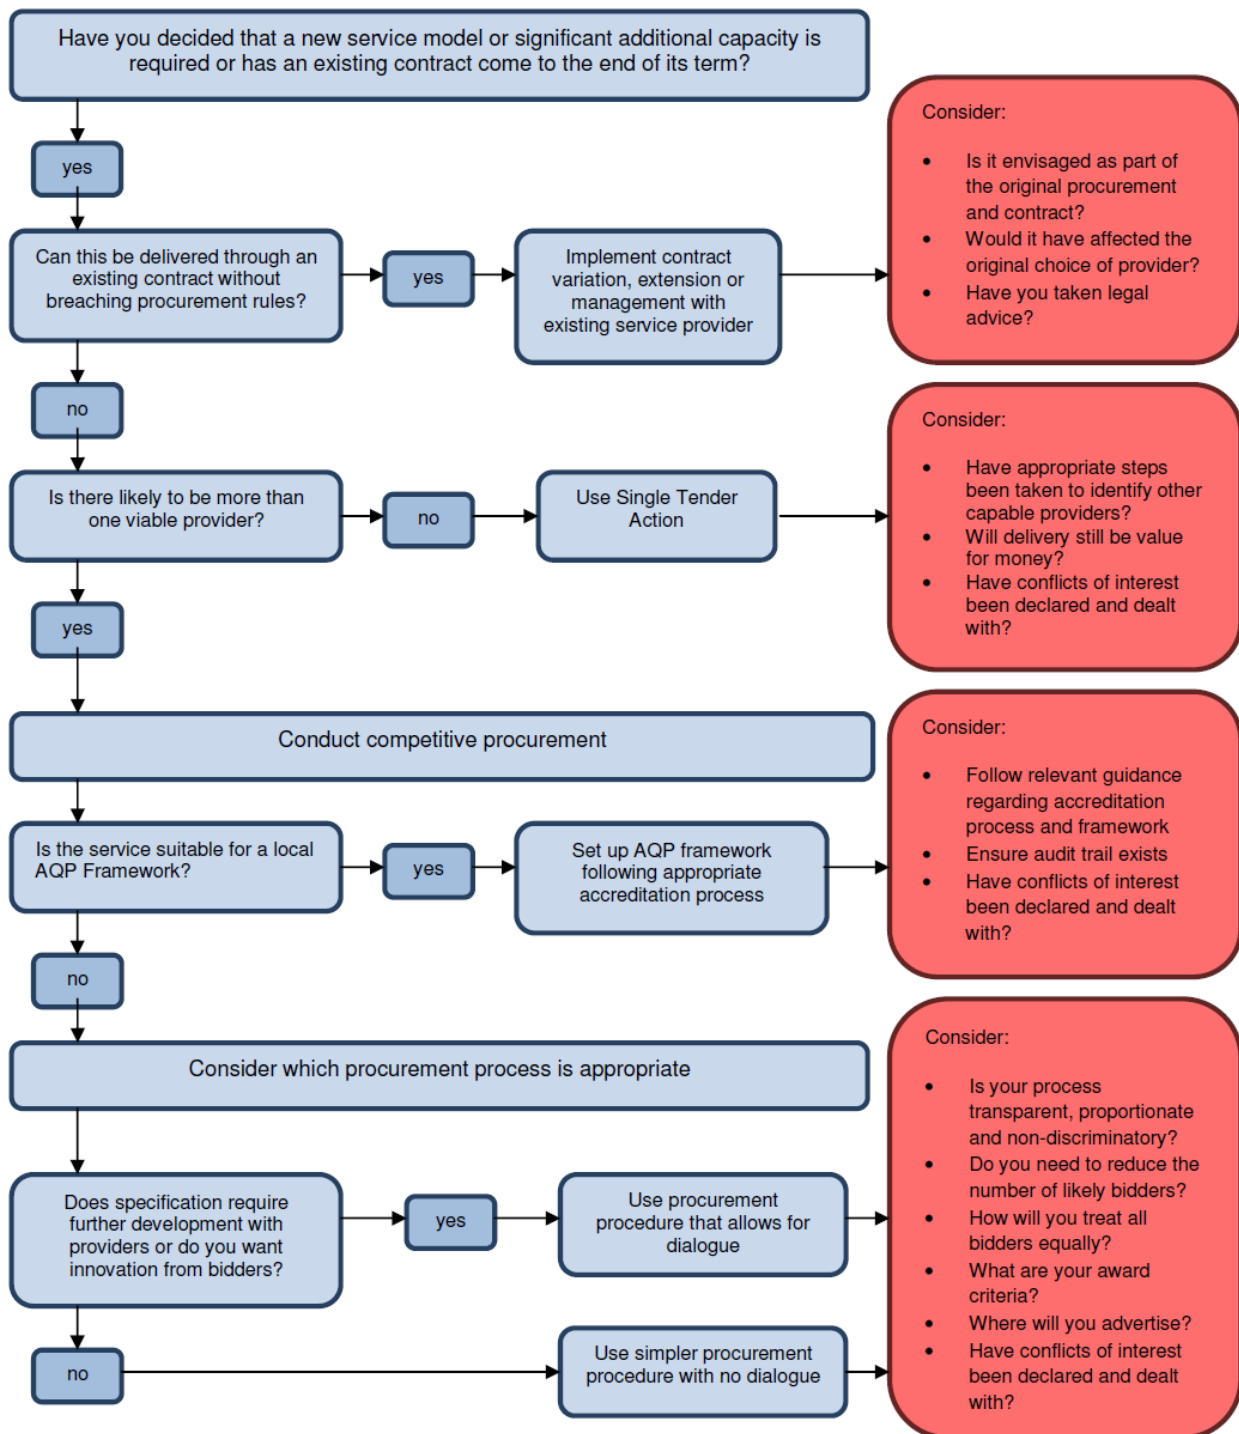 Have you decided that a new service model or significant additional capacity is
required or has an existing contract come to the end of its term?
yes
Can this be delivered through an
existing contract without
breaching procurement rules?
yes
Implement contract
variation, extension or
management with
existing service provider
Consider:
• Is it envisaged as part of
the original procurement
and contract?
• Would it have affected the
original choice of provider?
• Have you taken legal
advice?
no
Is there likely to be more than
one viable provider?
no
Use Single Tender
Action
Consider:
• Have appropriate steps
been taken to identify other
capable providers?
• Will delivery still be value
for money?
• Have conflicts of interest
been declared and dealt
with?
yes
Conduct competitive procurement
Is the service suitable for a local
AQP Framework?
yes
Set up AQP framework
following appropriate
accreditation process
Consider:
• Follow relevant guidance
regarding accreditation
process and framework
• Ensure audit trail exists
• Have conflicts of interest
been declared and dealt
with?
no
Consider which procurement process is appropriate
Does specification require
further development with
providers or do you want
innovation from bidders?
yes
Use procurement
procedure that allows for
dialogue
no
Use simpler procurement
procedure with no dialogue
Consider:
• Is your process
transparent, proportionate
and non-discriminatory?
• Do you need to reduce the
number of likely bidders?
• How will you treat all
bidders equally?
• What are your award
criteria?
• Where will you advertise?
• Have conflicts of interest
been declared and dealt
with?